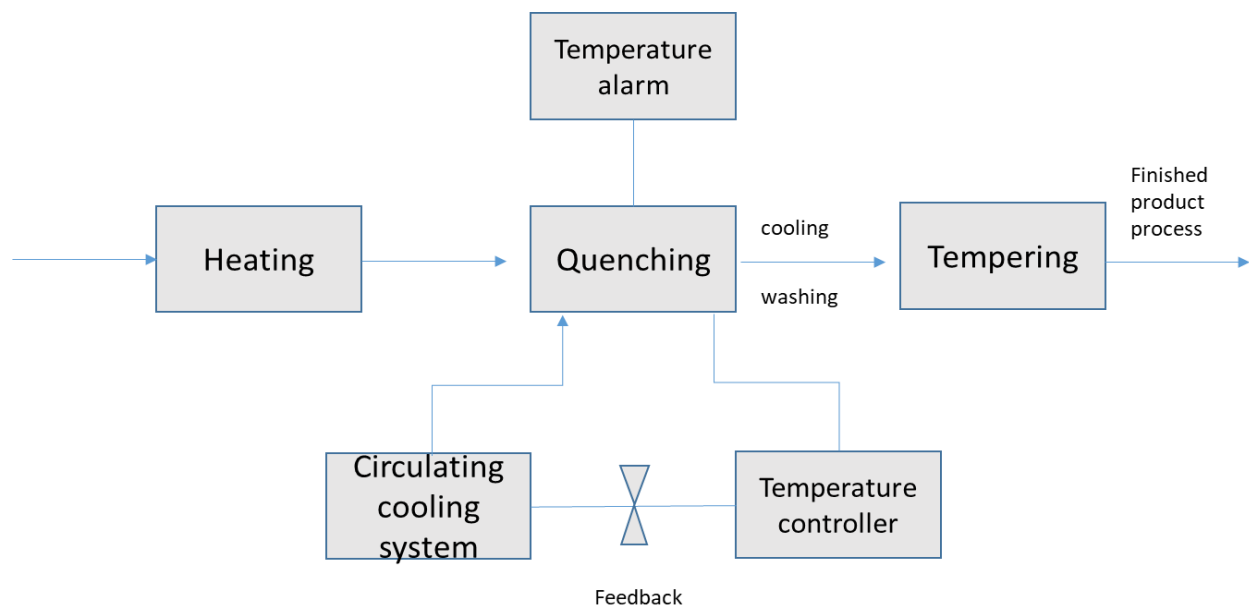 Temperature
alarm
Heating
Quenching
cooling
washing
Tempering
Finished
product
process
Circulating
cooling
system
Temperature
controller
Feedback